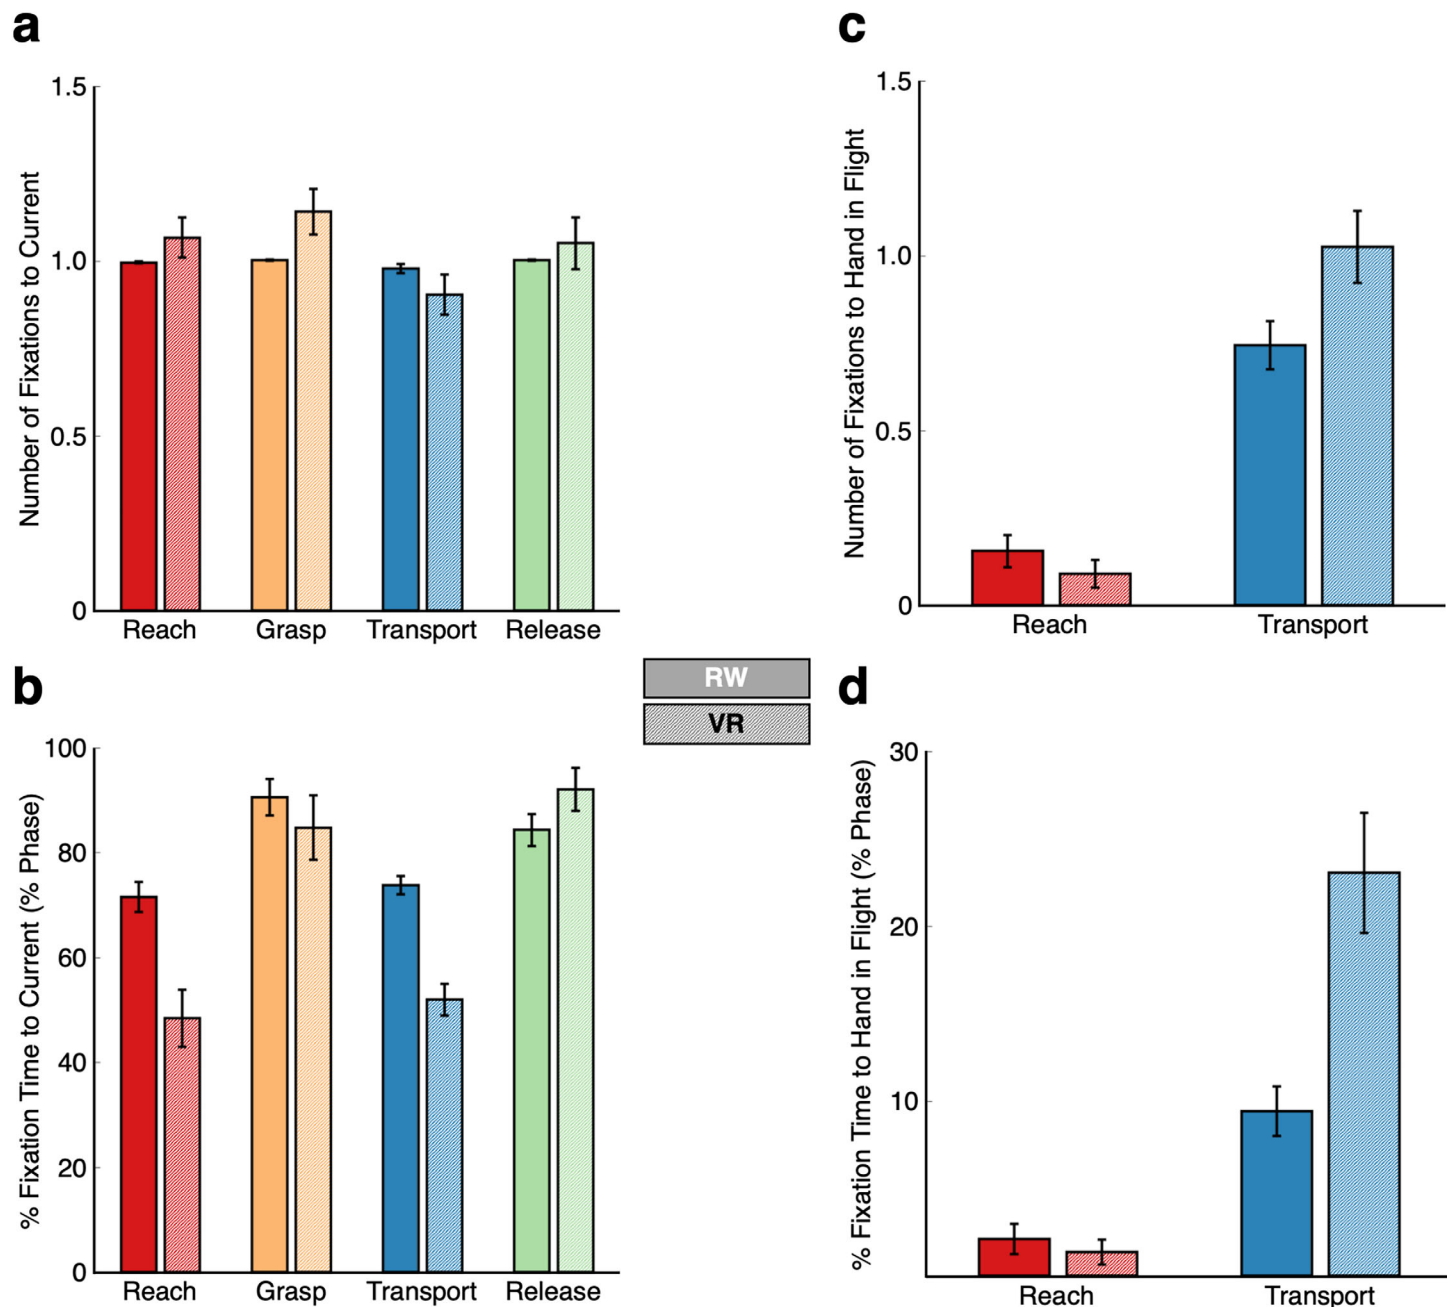 a
Number of Fixations to Current
1.5
1.0
0.5
0
Reach Grasp Transport Release
c
Number of Fixations to Hand in Flight
1.5
1.0
0.5
0
Reach Transport
RW
VR
b
% Fixation Time to Current (% Phase)
100
80
60
40
20
0
Reach Grasp Transport Release
d
% Fixation Time to Hand in Flight (% Phase)
30
20
10
Reach Transport